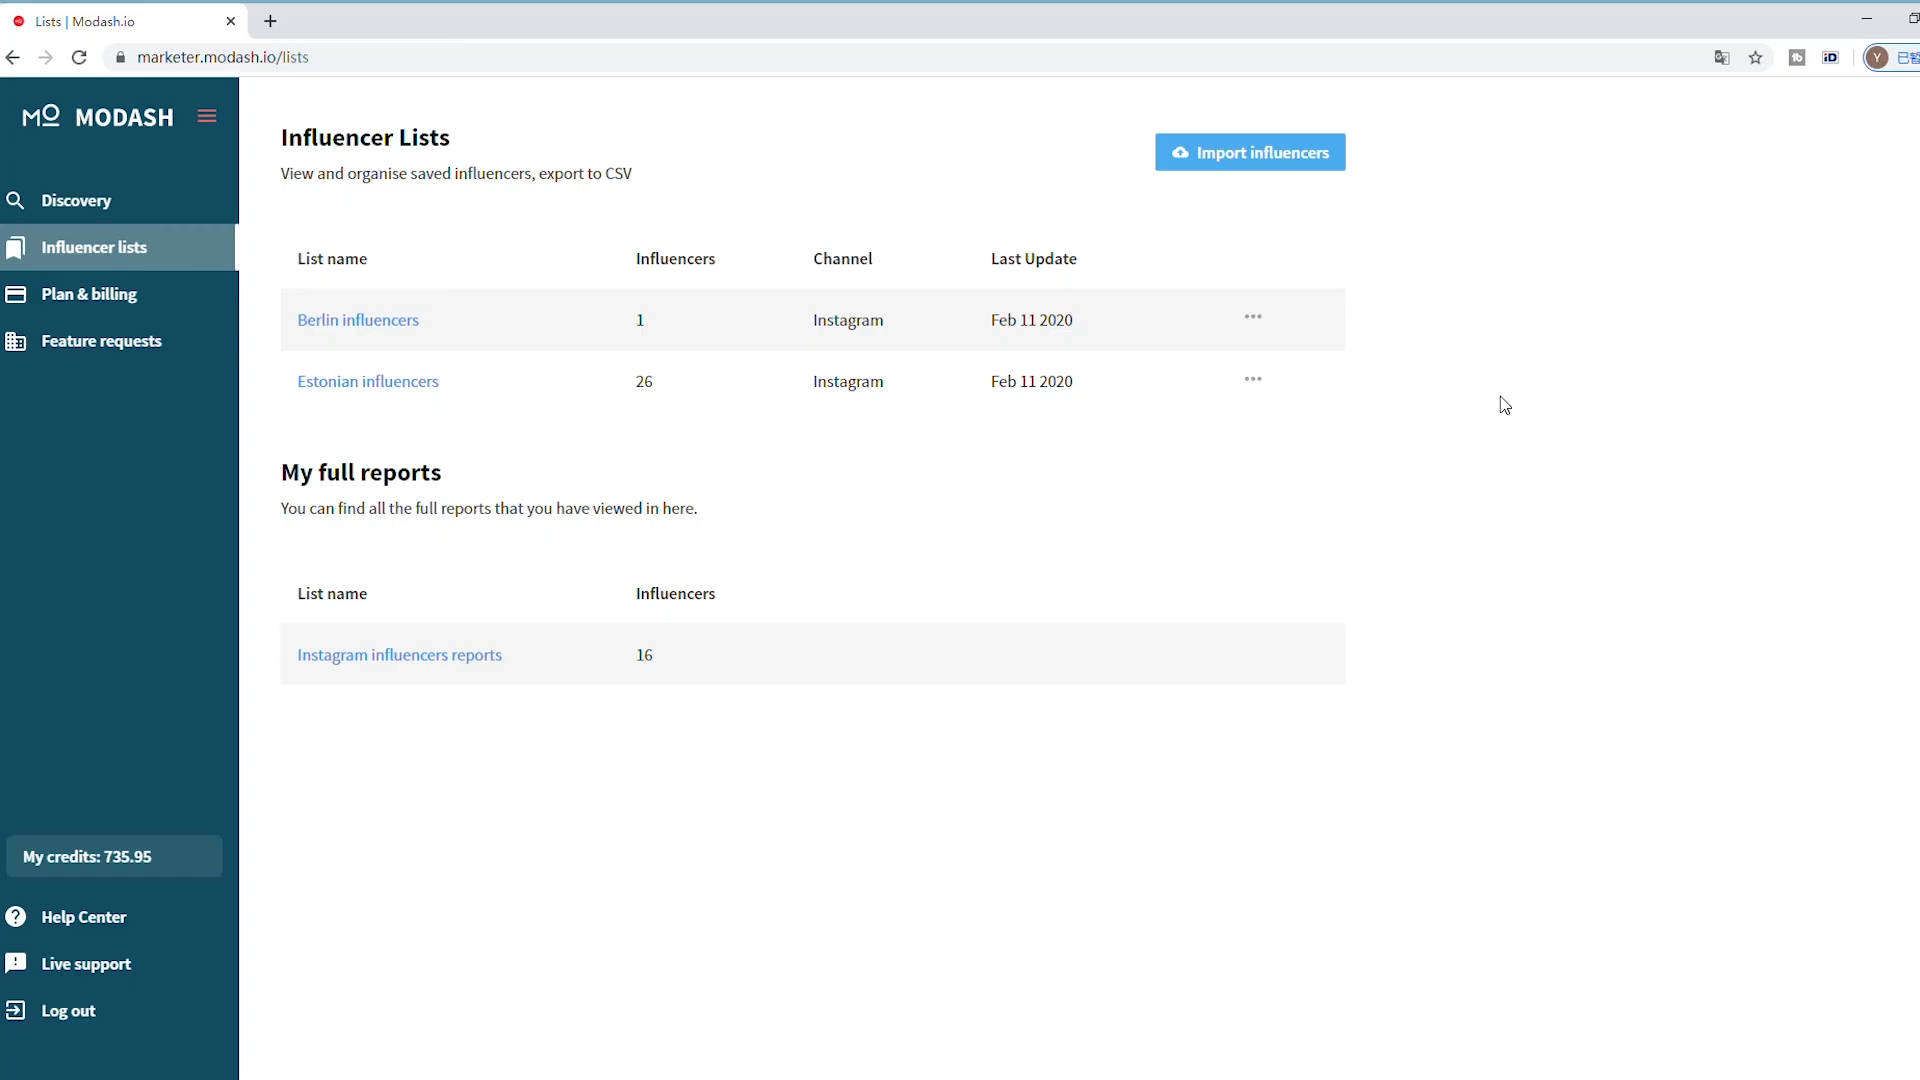 Lists | Modash.io
marketer.modash.io/lists
Y
MO MODASH
Discovery
Influencer lists
Plan & billing
Feature requests
My credits: 735.95
Help Center
Live support
Log out
Influencer Lists
View and organise saved influencers, export to CSV
Import influencers
List name Influencers Channel Last Update
Berlin influencers 1 Instagram Feb 11 2020
Estonian influencers 26 Instagram Feb 11 2020
My full reports
You can find all the full reports that you have viewed in here.
List name Influencers
Instagram influencers reports 16